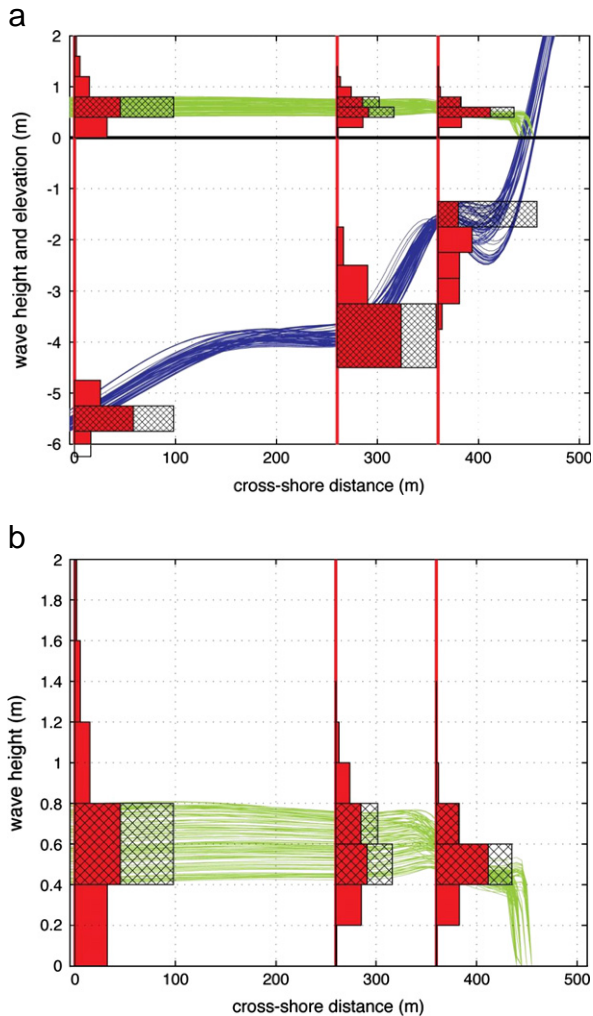 a
2
1
0
-1
-2
-3
-4
-5
-6
wave height and elevation (m)
0 100 200 300 400 500
cross-shore distance (m)
b
2
1.8
1.6
1.4
1.2
1
0.8
0.6
0.4
0.2
0
wave height (m)
0 100 200 300 400 500
cross-shore distance (m)